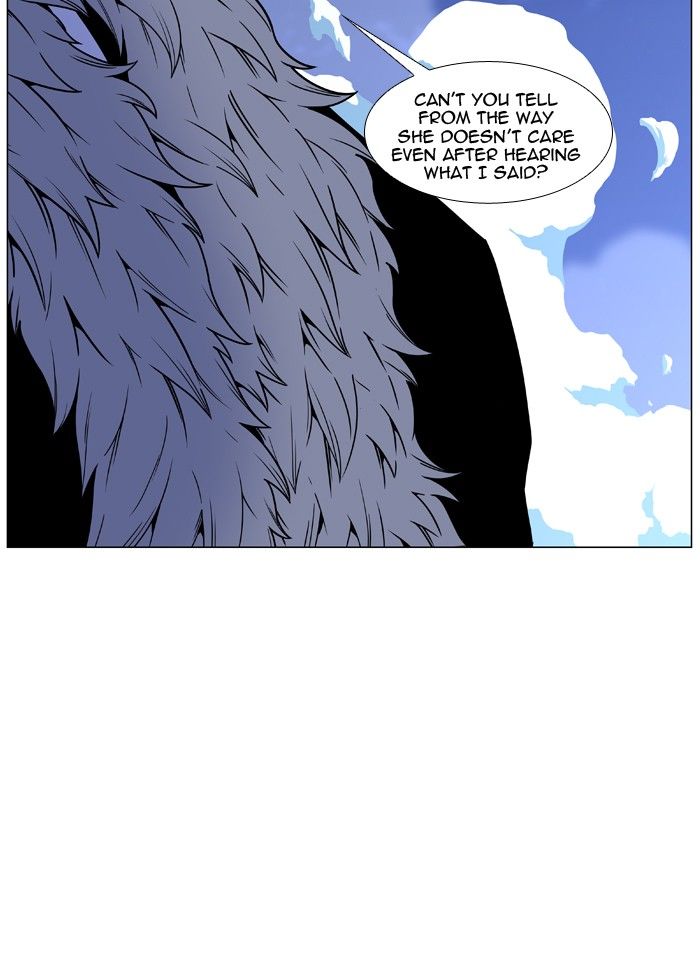 CAN'T YOU TELL
FROM THE WAY
SHE DOESN'T CARE
EVEN AFTER HEARING
WHAT I SAID?